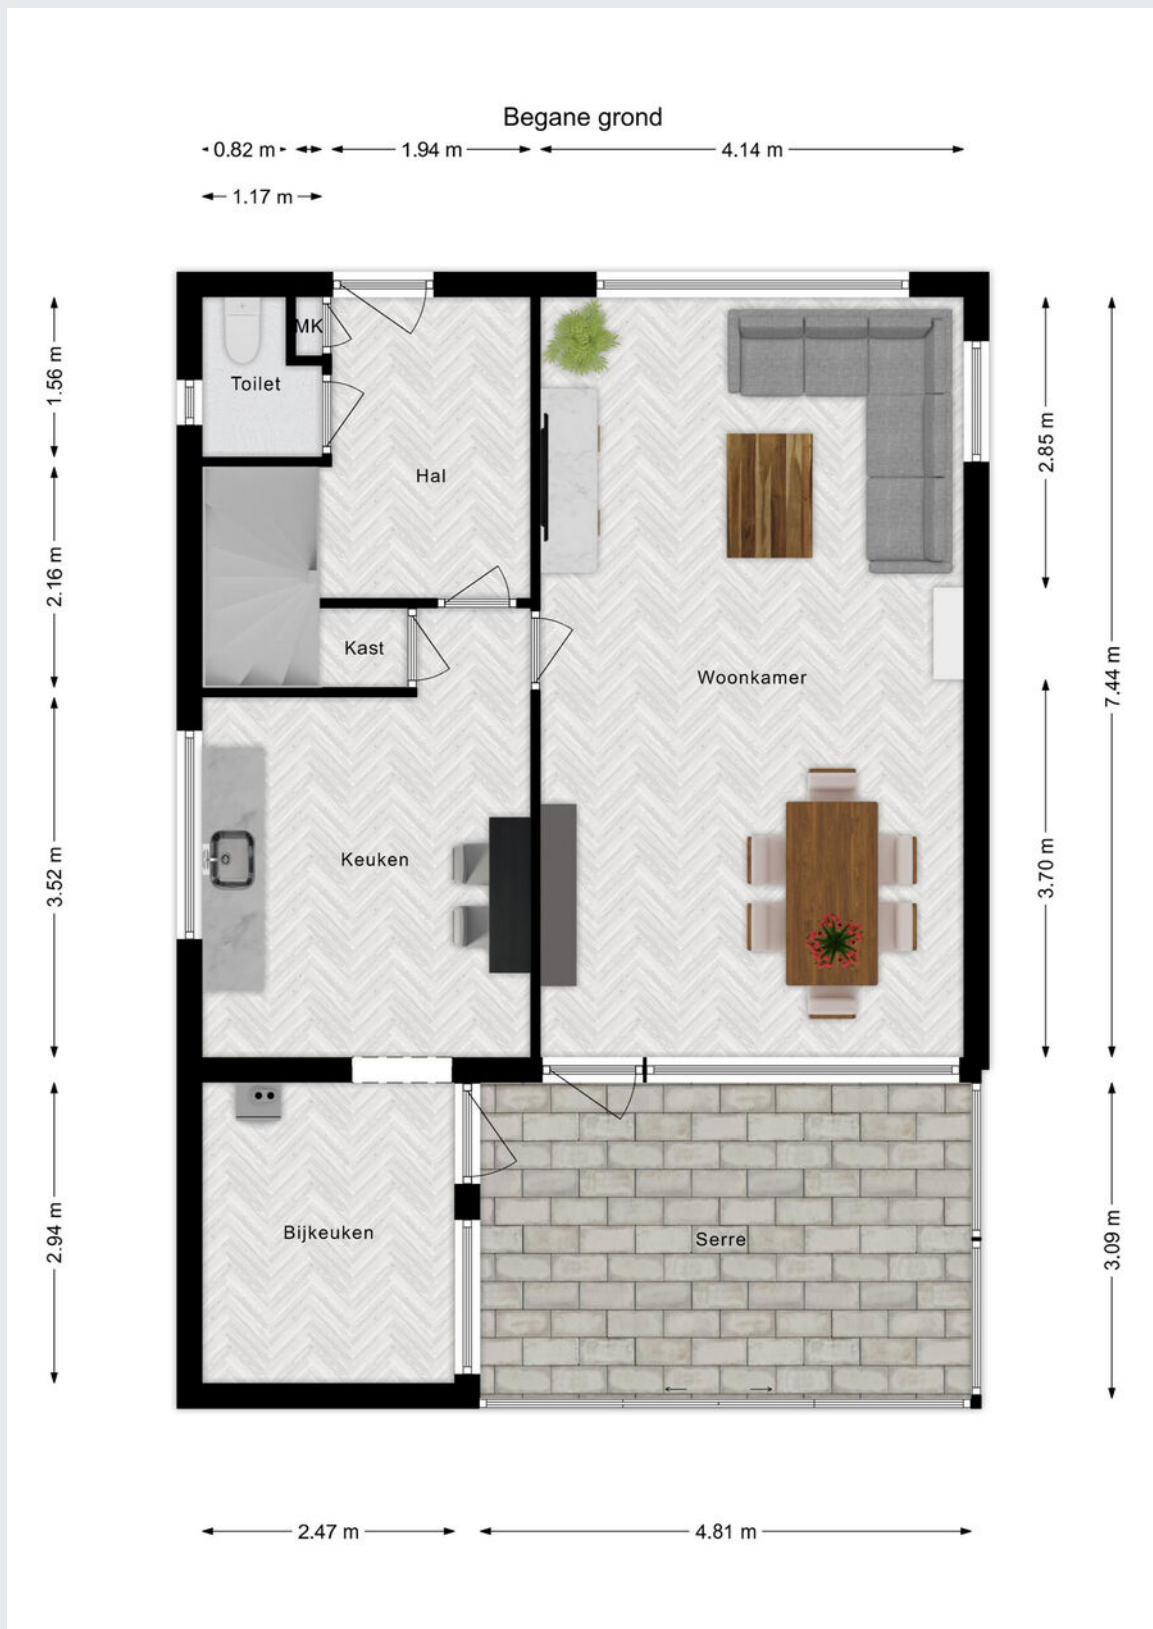 Begane grond
0.82 m
1.94 m
4.14 m
1.17 m
MK
Toilet
1.56 m
2.85 m
Hal
2.16 m
Kast
Woonkamer
7.44 m
Keuken
3.52 m
3.70 m
Bijkeuken
Serre
2.94 m
3.09 m
2.47 m
4.81 m